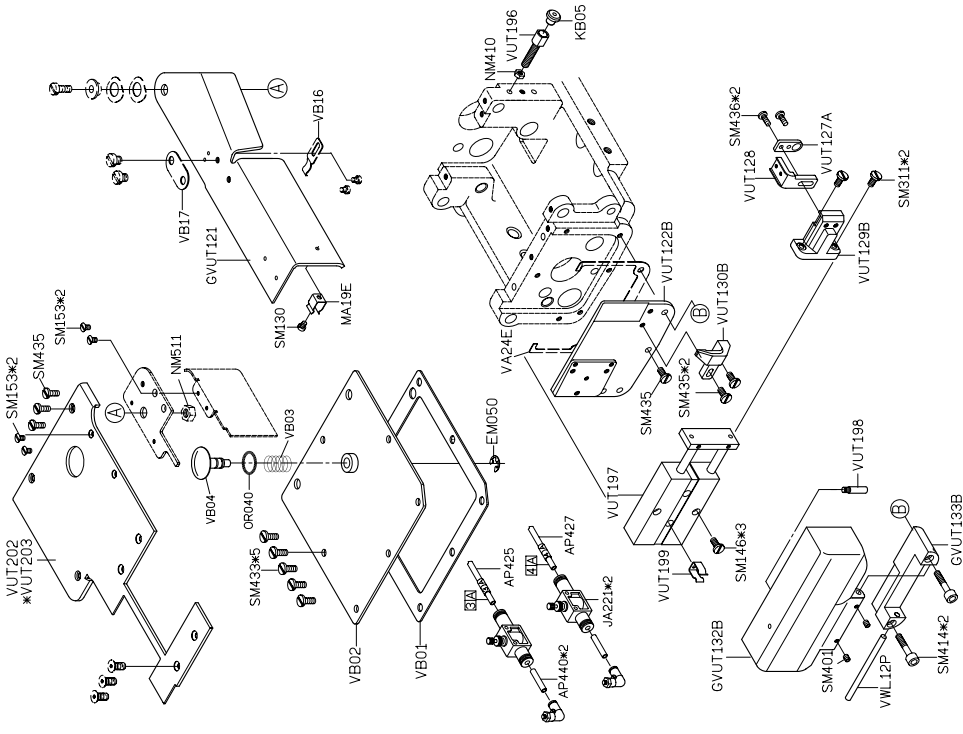 KB05
VUT196
NM410
A
VB16
VB17
GVUT121
SM436*2
VUT127A
VUT128
SM311*2
VUT129B
MA19E
SM130
SM153*2
NM511
SM435
SM153*2
A
VUT122B
B
VUT130B
VA24E
SM435
SM435*2
VB03
EM050
OR040
VB04
VUT197
VUT198
VUT202
*VUT203
SM433*5
AP427
4A
AP425
3A
JA221*2
VUT199
SM146*3
B
GVUT133B
VB02
VB01
AP440*2
GVUT132B
SM401
VWL12P
SM414*2